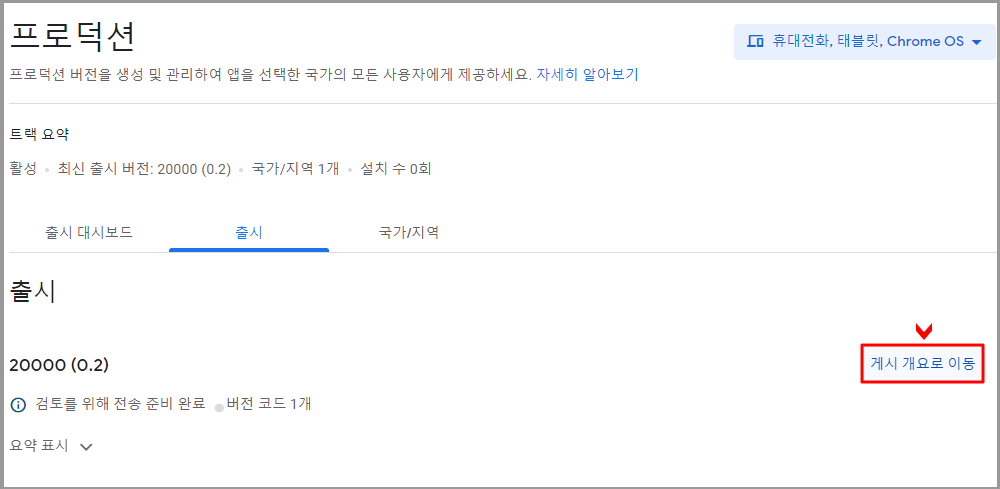 프로덕션
휴대전화, 태블릿, Chrome OS
프로덕션 버전을 생성 및 관리하여 앱을 선택한 국가의 모든 사용자에게 제공하세요. 자세히 알아보기
트랙 요약
활성 • 최신 출시 버전: 20000 (0.2) • 국가/지역 1개 • 설치 수 0회
출시 대시보드 출시 국가/지역
출시
20000 (0.2) 게시 개요로 이동
검토를 위해 전송 준비 완료 • 버전 코드 1개
요약 표시